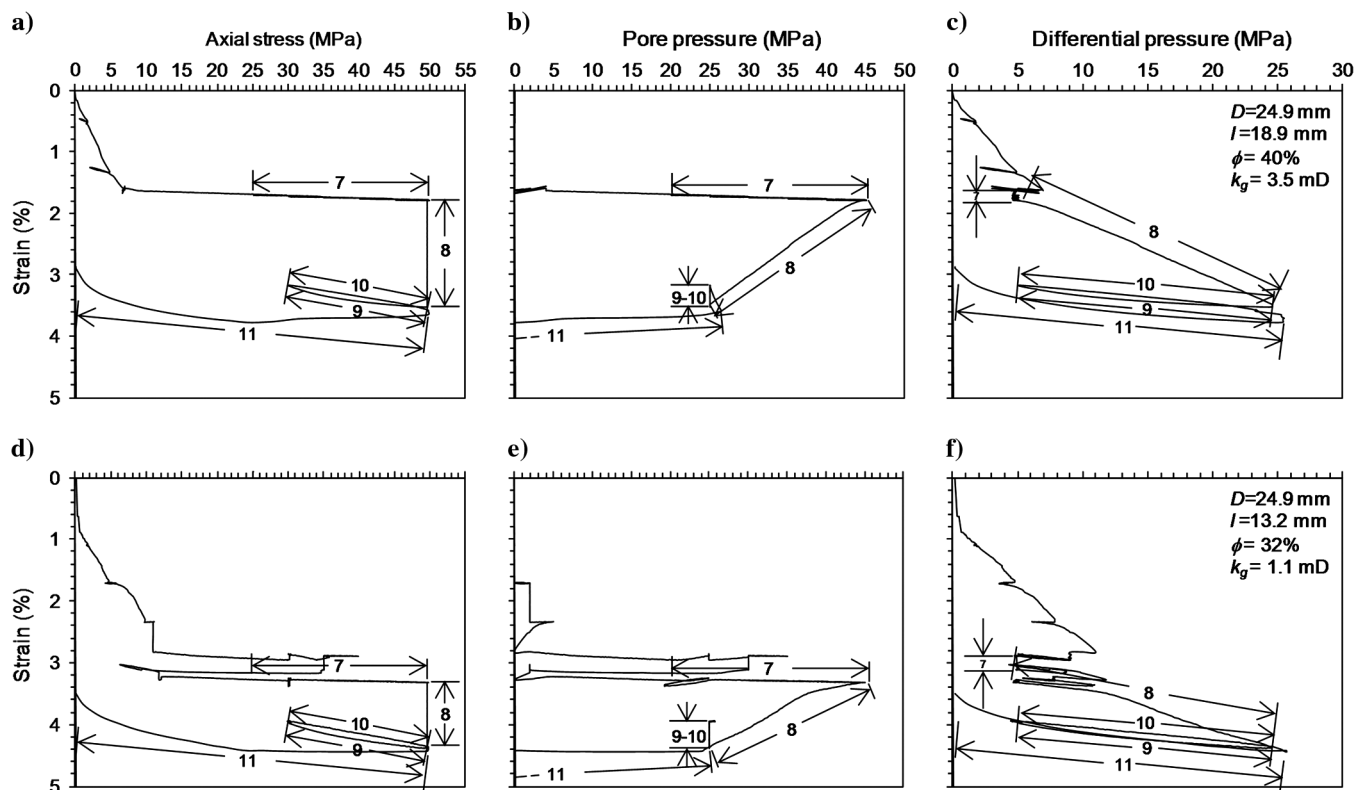 a)
Axial stress (MPa)
0 5 10 15 20 25 30 35 40 45 50 55
Strain (%)
0
1
2
3
4
5
7
8
10
9
11
b)
Pore pressure (MPa)
0 5 10 15 20 25 30 35 40 45 50
7
8
9-10
11
c)
Differential pressure (MPa)
0 5 10 15 20 25 30
D=24.9 mm
l=18.9 mm
ϕ= 40%
kg= 3.5 mD
7
8
10
9
11
d)
Strain (%)
0
1
2
3
4
5
7
8
10
9
11
e)
7
8
9-10
11
f)
D=24.9 mm
l=13.2 mm
ϕ= 32%
kg= 1.1 mD
7
8
10
9
11